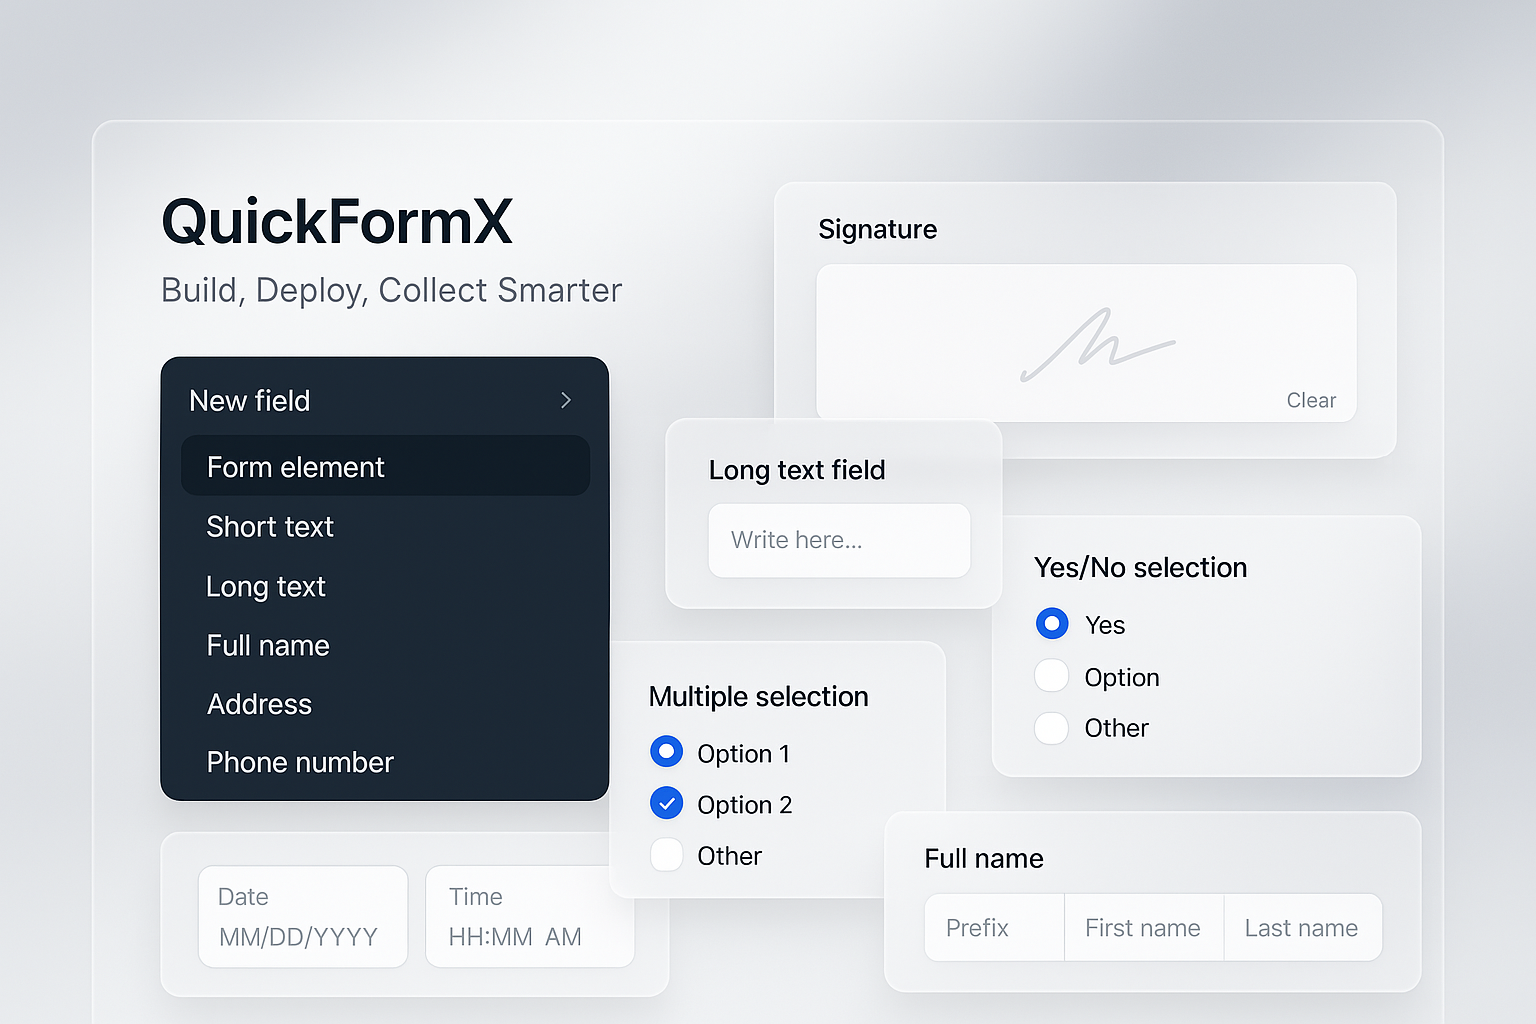 QuickFormX
Build, Deploy, Collect Smarter
New field
Form element
Short text
Long text
Full name
Address
Phone number
Signature
Clear
Long text field
Write here...
Yes/No selection
Yes
Option
Other
Multiple selection
Option 1
Option 2
Other
Date
MM/DD/YYYY
Time
HH:MM AM
Full name
Prefix
First name
Last name